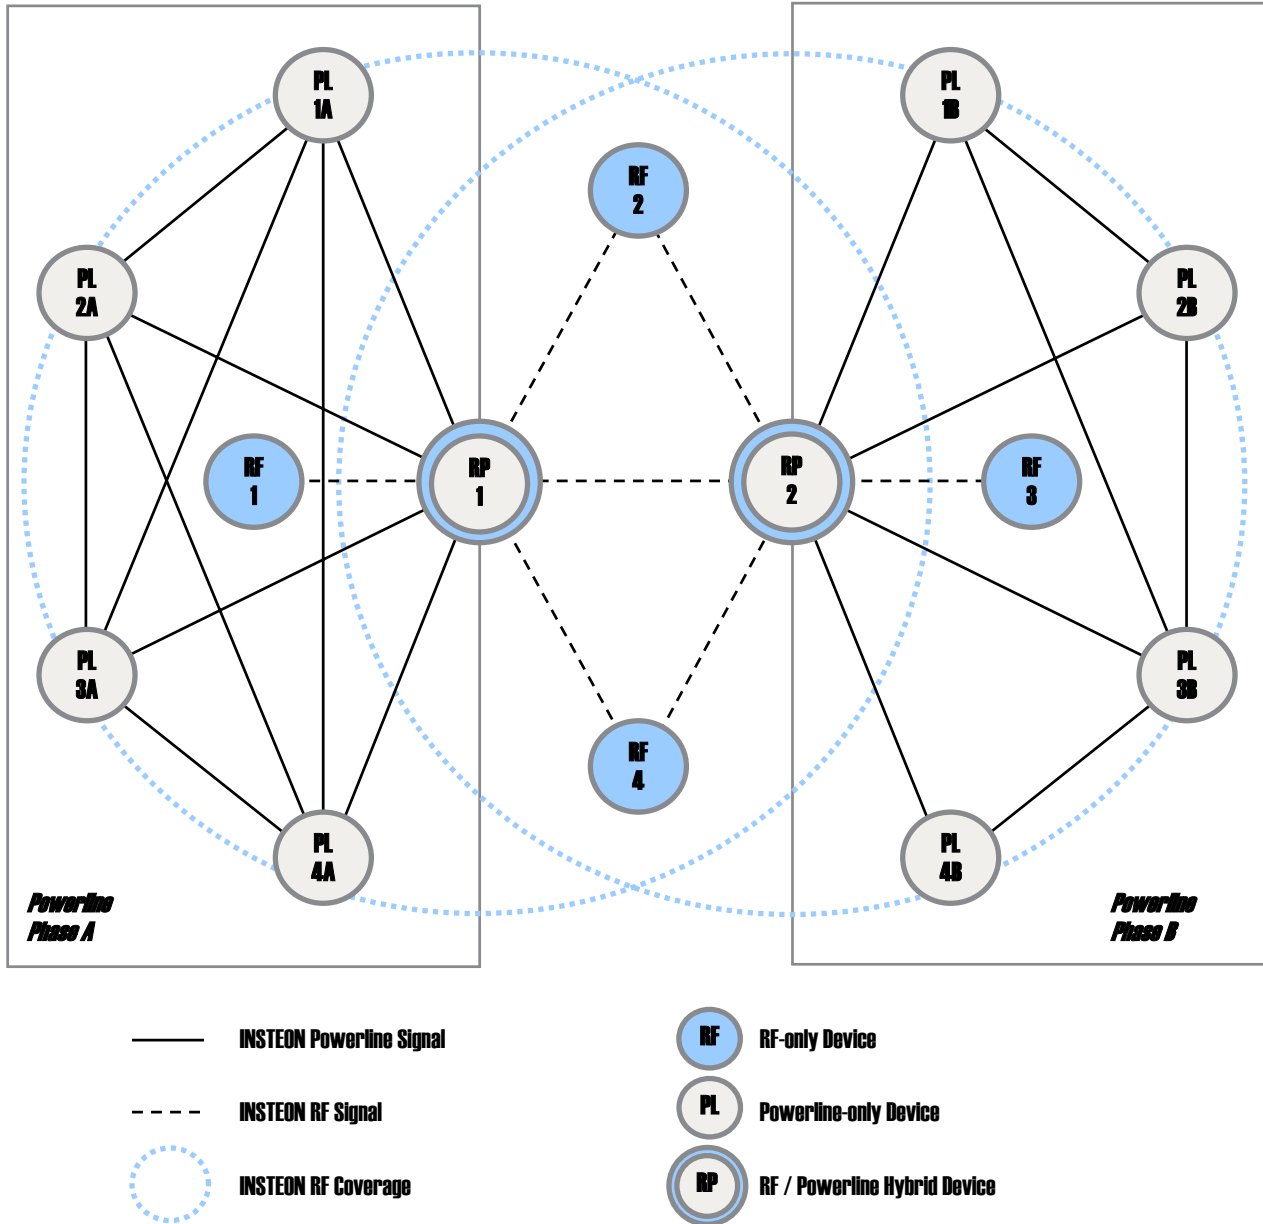 PL
1A
PL
1B
RF
2
PL
2A
PL
2B
RF
1
RP
1
RP
2
RF
3
PL
3A
PL
3B
RF
4
PL
4A
PL
4B
Powerline
Phase A
Powerline
Phase B
INSTEON Powerline Signal
RF
RF-only Device
INSTEON RF Signal
PL
Powerline-only Device
INSTEON RF Coverage
RP
RF / Powerline Hybrid Device